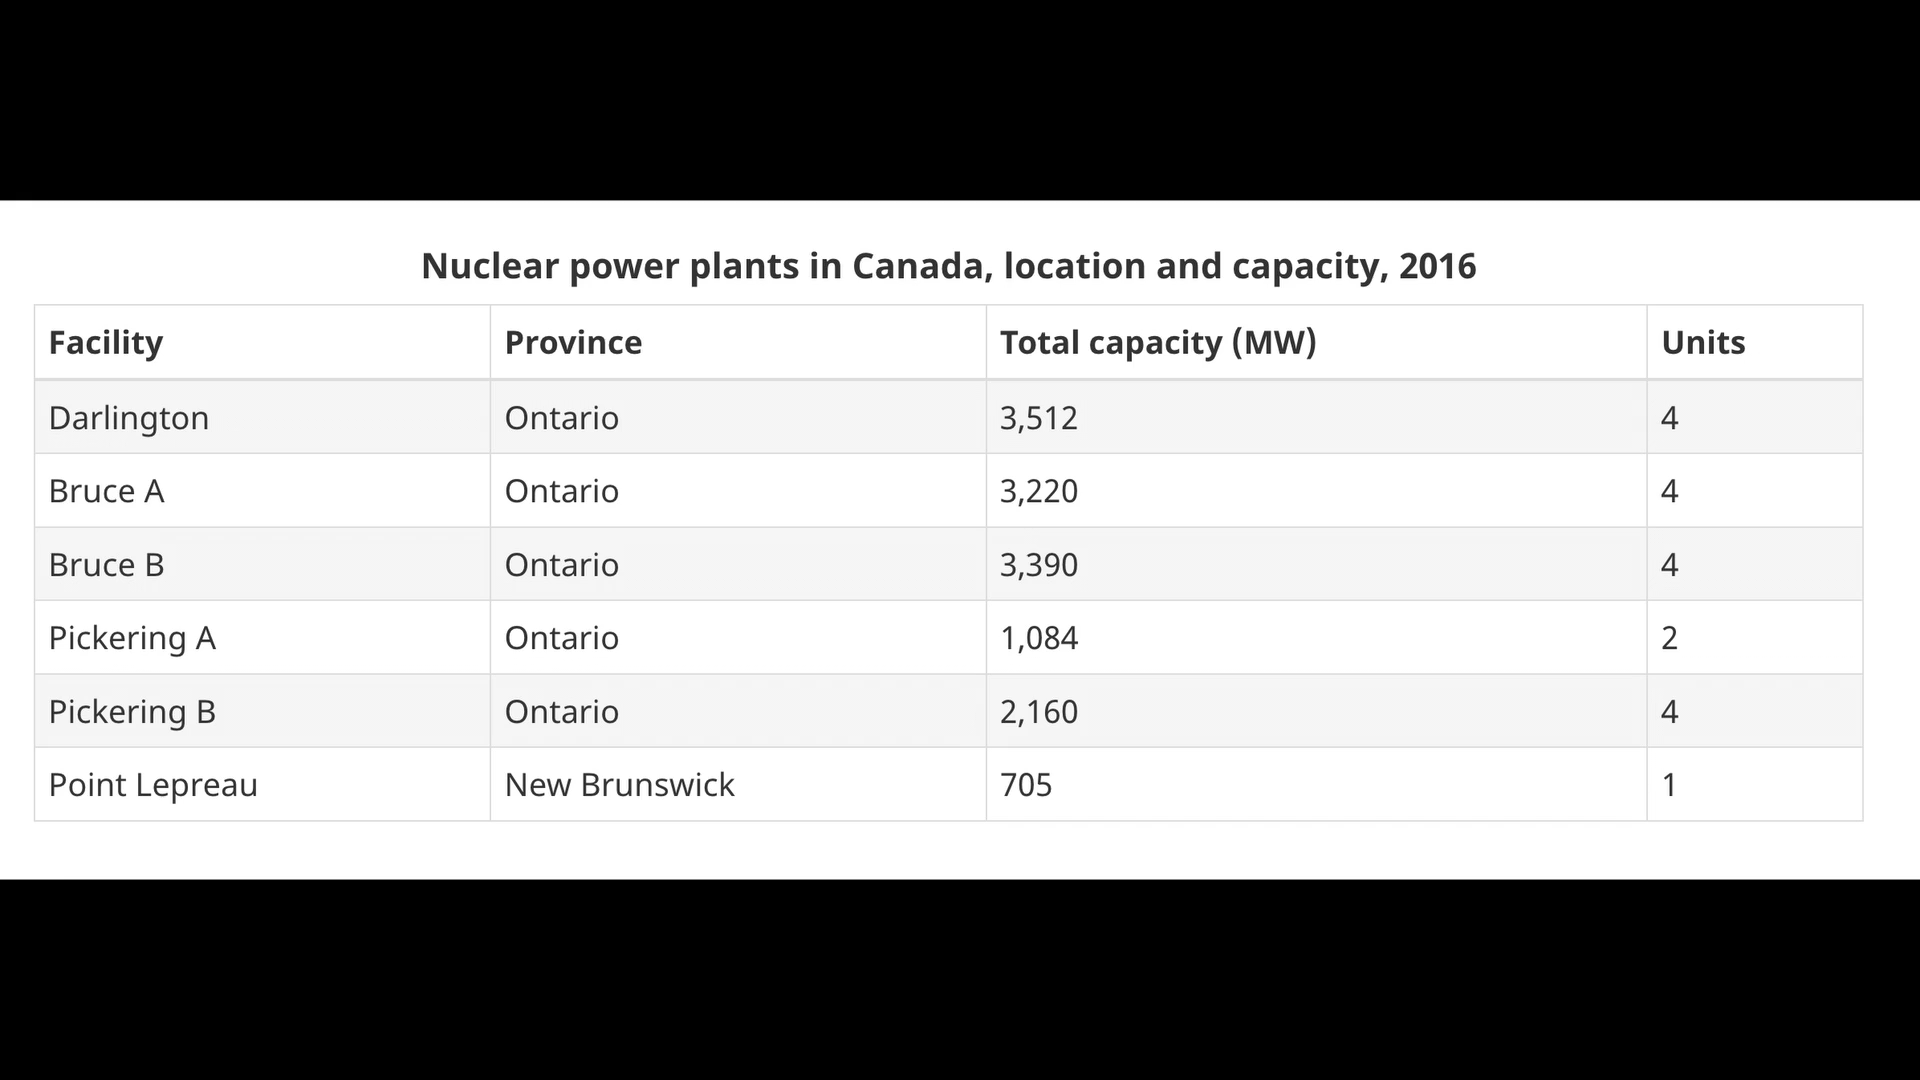 Nuclear power plants in Canada, location and capacity, 2016
Facility Province Total capacity (MW) Units
Darlington Ontario 3,512 4
Bruce A Ontario 3,220 4
Bruce B Ontario 3,390 4
Pickering A Ontario 1,084 2
Pickering B Ontario 2,160 4
Point Lepreau New Brunswick 705 1